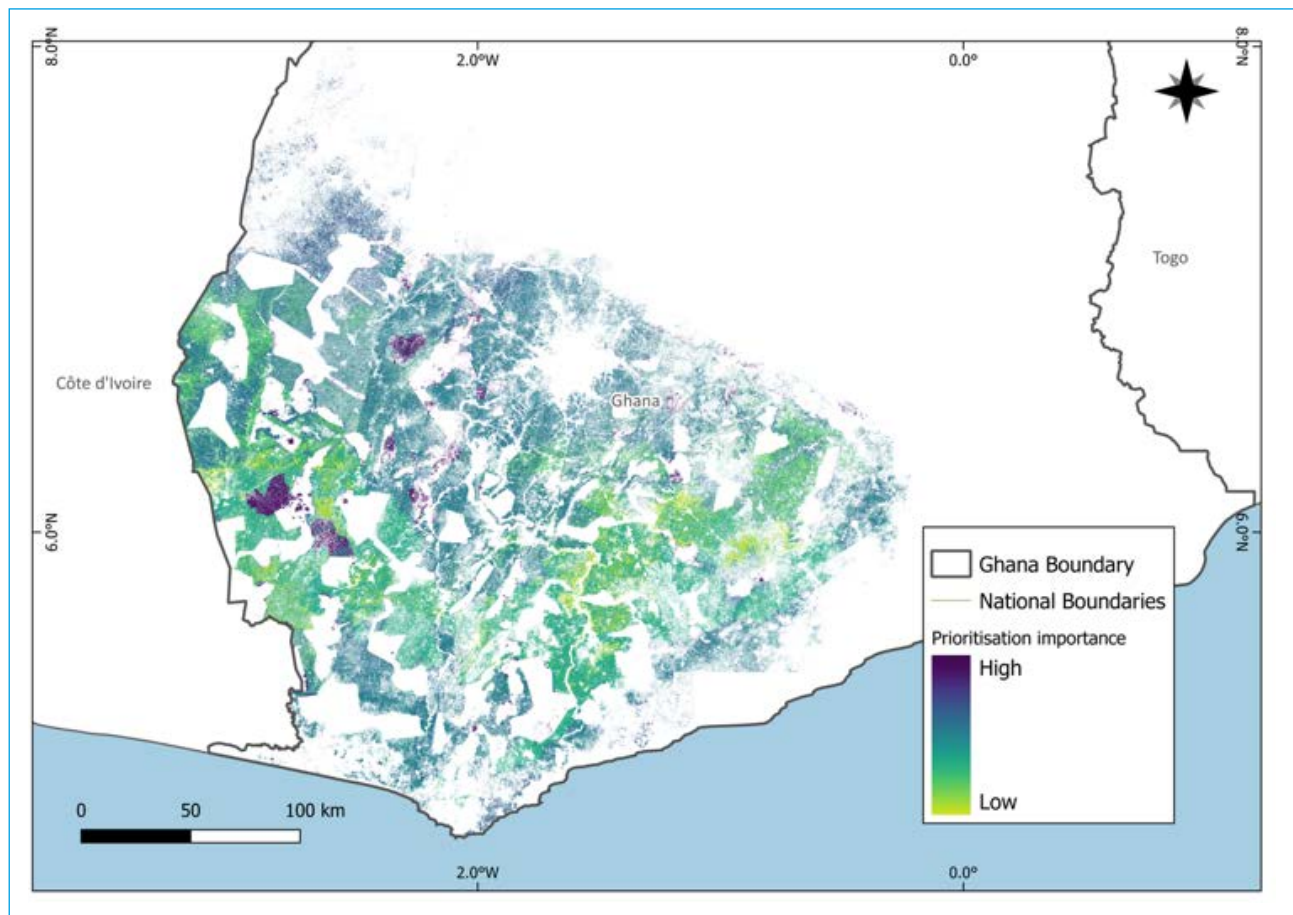 8.0°N
2.0°W
0.0°
8.0°N
Togo
Côte d'Ivoire
Ghana
6.0°N
6.0°N
Ghana Boundary
National Boundaries
Prioritisation importance
High
Low
0 50 100 km
2.0°W
0.0°